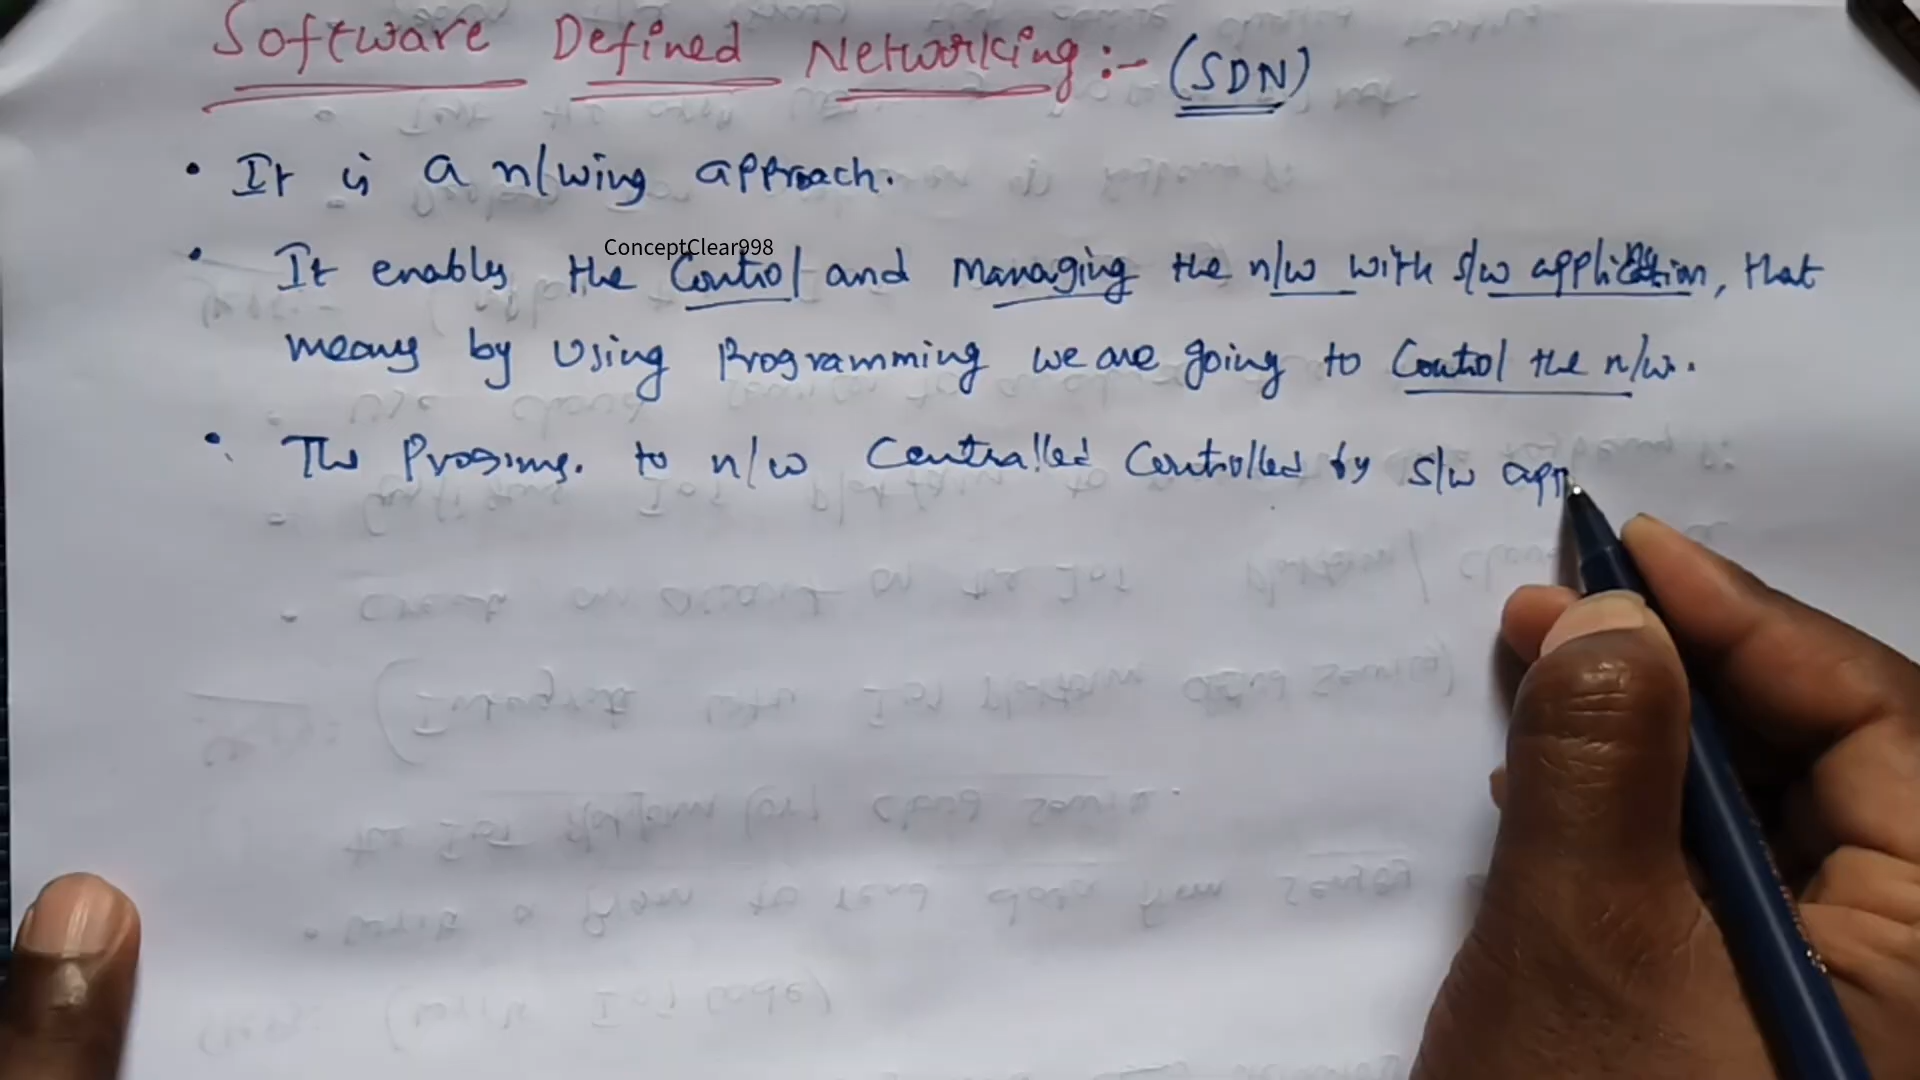 Software Defined Networking:- (SDN)
• It is a n/wing approach.
ConceptClear998
• It enables the Control and Managing the n/w with s/w application, that
means by using Programming we are going to Control the n/w.
• The to n/w Centralled Controlled by s/w app